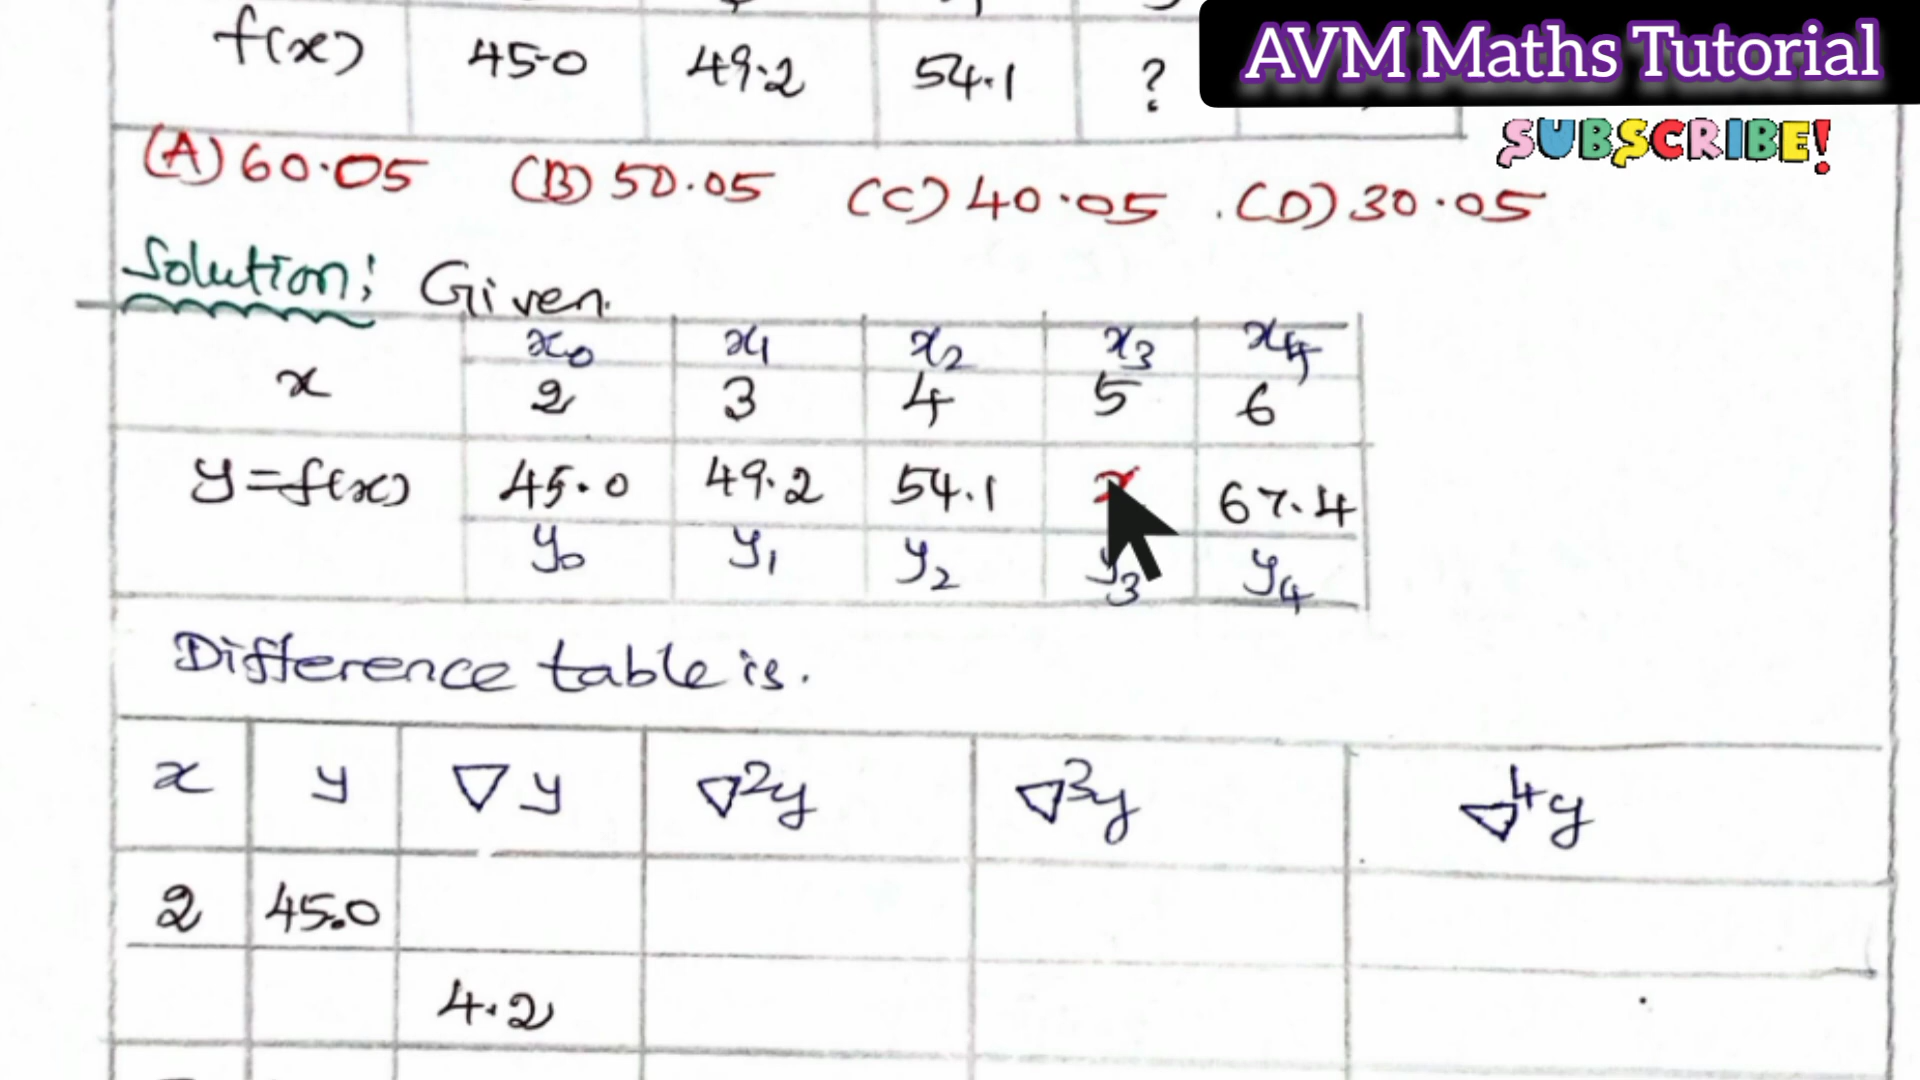 AVM Maths Tutorial
SUBSCRIBE!
f(x) 45.0 49.2 54.1 ?
(A) 60.05 (B) 50.05 (C) 40.05 . (D) 30.05
Solution: Given.
x0 x1 x2 x3 x4
x 2 3 4 5 6
y=f(x) 45.0 49.2 54.1 67.4
y0 y1 y2 y3 y4
Difference table is.
x y ▽y ▽²y ▽³y ▽⁴y
2 45.0
4.2